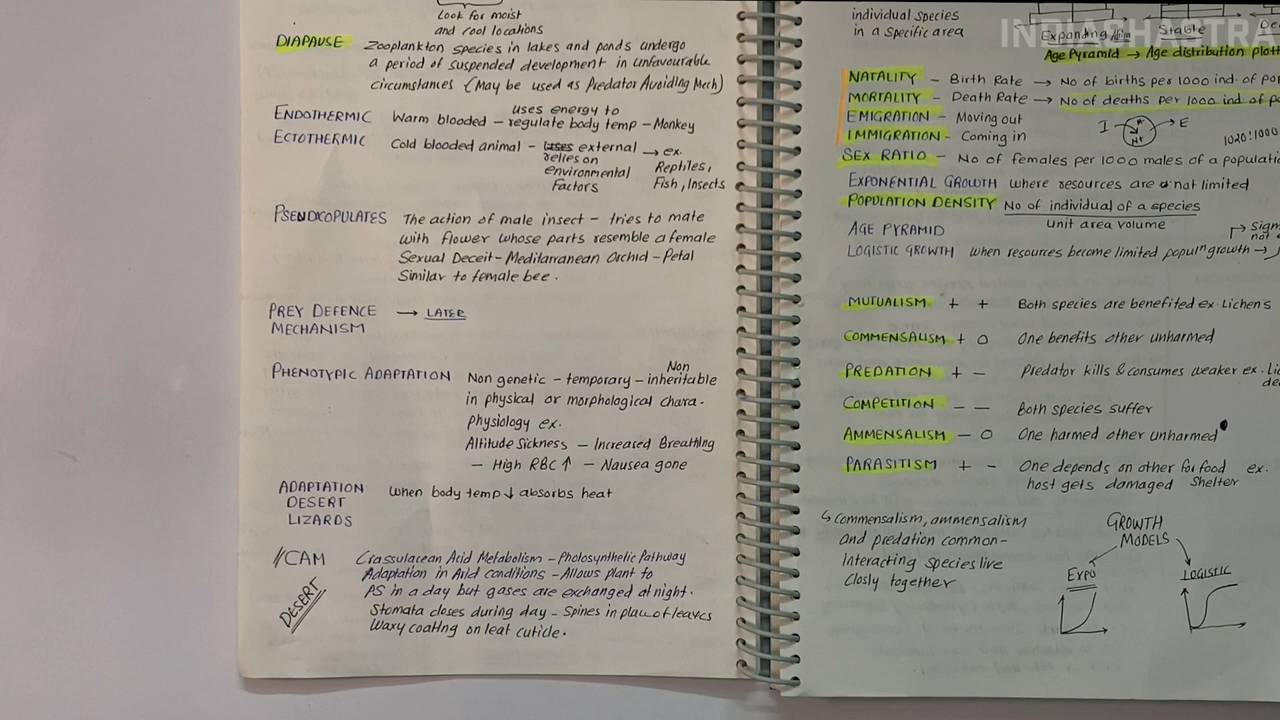 Look for moist
and cool locations
DIAPAUSE Zooplankton species in lakes and ponds undergo
a period of suspended development in unfavourable
circumstances (May be used as Predator Avoiding Mech)
uses energy to
ENDOTHERMIC Warm blooded – regulate body temp – Monkey
ECTOTHERMIC Cold blooded animal – uses external → ex.
relies on Reptiles,
environmental Fish, Insects
Factors
PSENDICOPULATES The action of male insect – tries to mate
with flower whose parts resemble a female
Sexual Deceit – Meditarranean Orchid – Petal
Similar to female bee.
PREY DEFENCE → LATER
MECHANISM
Non
PHENOTYPIC ADAPTATION Non genetic – temporary – inheritable
in physical or morphological chara-
physiology ex.
Altitude Sickness – Increased Breathing
– High RBC ↑ – Nausea gone
ADAPTATION When body temp ↓ absorbs heat
DESERT
LIZARDS
//CAM Crassulacean Acid Metabolism – Photosynthetic Pathway
Adaptation in Arid conditions – Allows plant to
DESERT PS in a day but gases are exchanged at night.
Stomata closes during day – Spines in place of leaves
Waxy coating on leaf cuticle.
individual species
in a specific area
Expanding Stable
INDIASHASTRA
Age Pyramid → Age distribution plott
NATALITY – Birth Rate → No of births per 1000 ind. of po
MORTALITY – Death Rate → No of deaths per 1000 ind of p
EMIGRATION – Moving out
IMMIGRATION – Coming in I → E
1020:1000
SEX RATIO – No of females per 1000 males of a populati
EXPONENTIAL GROWTH where resources are not limited
POPULATION DENSITY No of individual of a species
Unit area volume
AGE PYRAMID → Sigm
not
LOGISTIC GROWTH when resources become limited popuⁿ growth →
MUTUALISM + + Both species are benefited ex. Lichens
COMMENSALISM + 0 One benefits other unharmed
PREDATION + – Predator kills & consumes weaker ex. Lio
de
COMPETITION – – Both species suffer
AMMENSALISM – 0 One harmed other unharmed
PARASITISM + – One depends on other for food ex.
host gets damaged Shelter
↳ Commensalism, ammensalism
and predation common–
Interacting species live
Closly together
GROWTH
MODELS
EXPO LOGISTIC